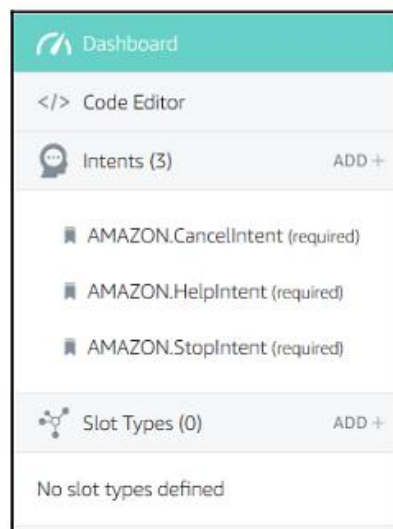 Dashboard
</> Code Editor
Intents (3) ADD +
AMAZON.CancelIntent (required)
AMAZON.HelpIntent (required)
AMAZON.StopIntent (required)
Slot Types (0) ADD +
No slot types defined